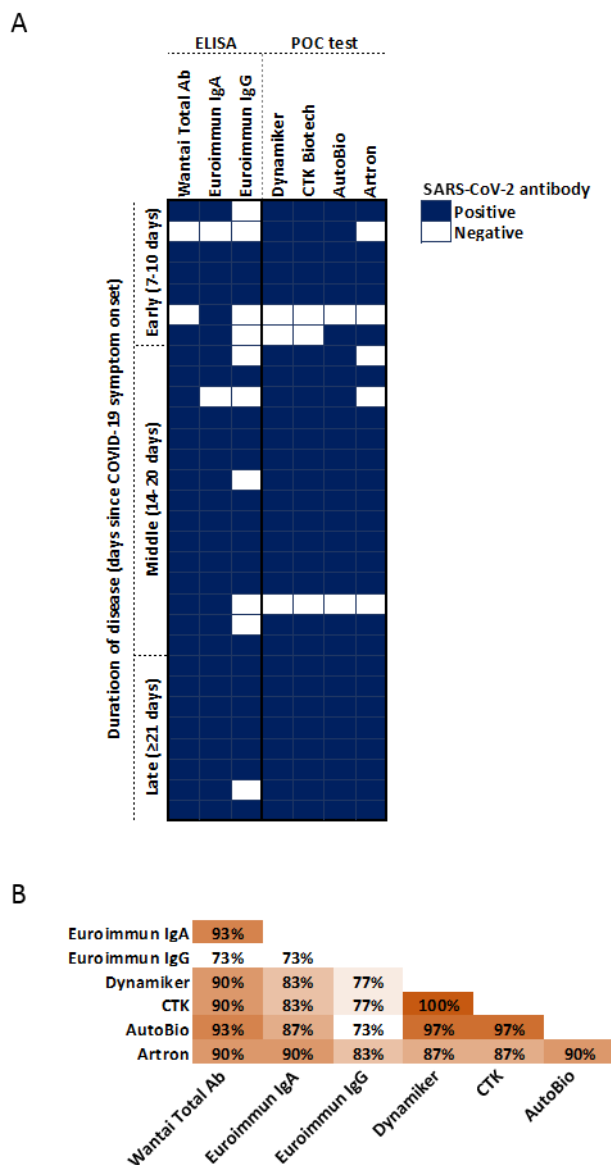 A
ELISA POC test
Wantai Total Ab
Euroimmun IgA
Euroimmun IgG
Dynamiker
CTK Biotech
AutoBio
Artron
SARS-CoV-2 antibody
Positive
Negative
Duratioon of disease (days since COVID-19 symptom onset)
Early (7-10 days)
Middle (14-20 days)
Late (≥21 days)
B
Euroimmun IgA 93%
Euroimmun IgG 73% 73%
Dynamiker 90% 83% 77%
CTK 90% 83% 77% 100%
AutoBio 93% 87% 73% 97% 97%
Artron 90% 90% 83% 87% 87% 90%
Wantai Total Ab
Euroimmun IgA
Euroimmun IgG
Dynamiker
CTK
AutoBio